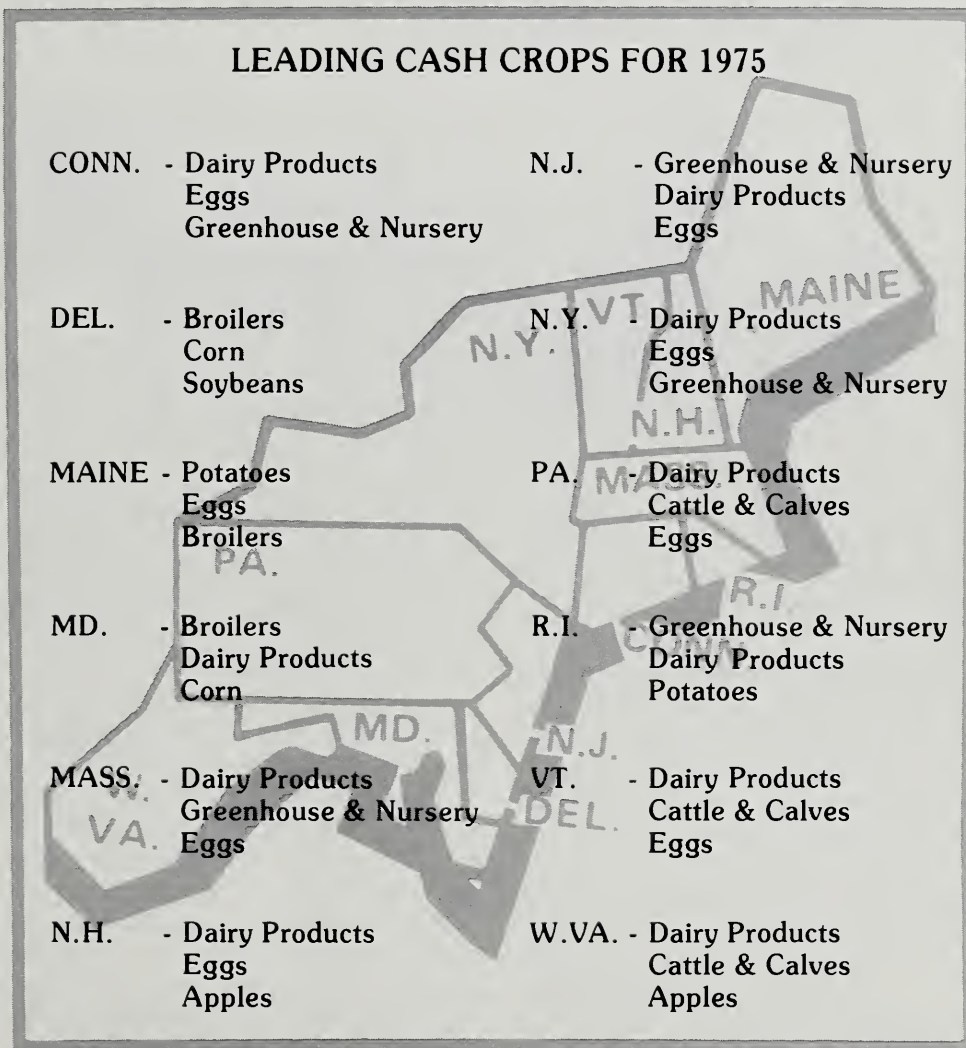 LEADING CASH CROPS FOR 1975
CONN. - Dairy Products
Eggs
Greenhouse & Nursery
DEL. - Broilers
Corn
Soybeans
MAINE - Potatoes
Eggs
Broilers
MD. - Broilers
Dairy Products
Corn
MASS. - Dairy Products
Greenhouse & Nursery
Eggs
N.H. - Dairy Products
Eggs
Apples
N.J. - Greenhouse & Nursery
Dairy Products
Eggs
N.Y. - Dairy Products
Eggs
Greenhouse & Nursery
PA. - Dairy Products
Cattle & Calves
Eggs
R.I. - Greenhouse & Nursery
Dairy Products
Potatoes
VT. - Dairy Products
Cattle & Calves
Eggs
W.VA. - Dairy Products
Cattle & Calves
Apples
MAINE
VT.
N.Y.
N.H.
MASS.
PA.
R.I
CONN.
MD.
N.J.
DEL.
W.
VA.